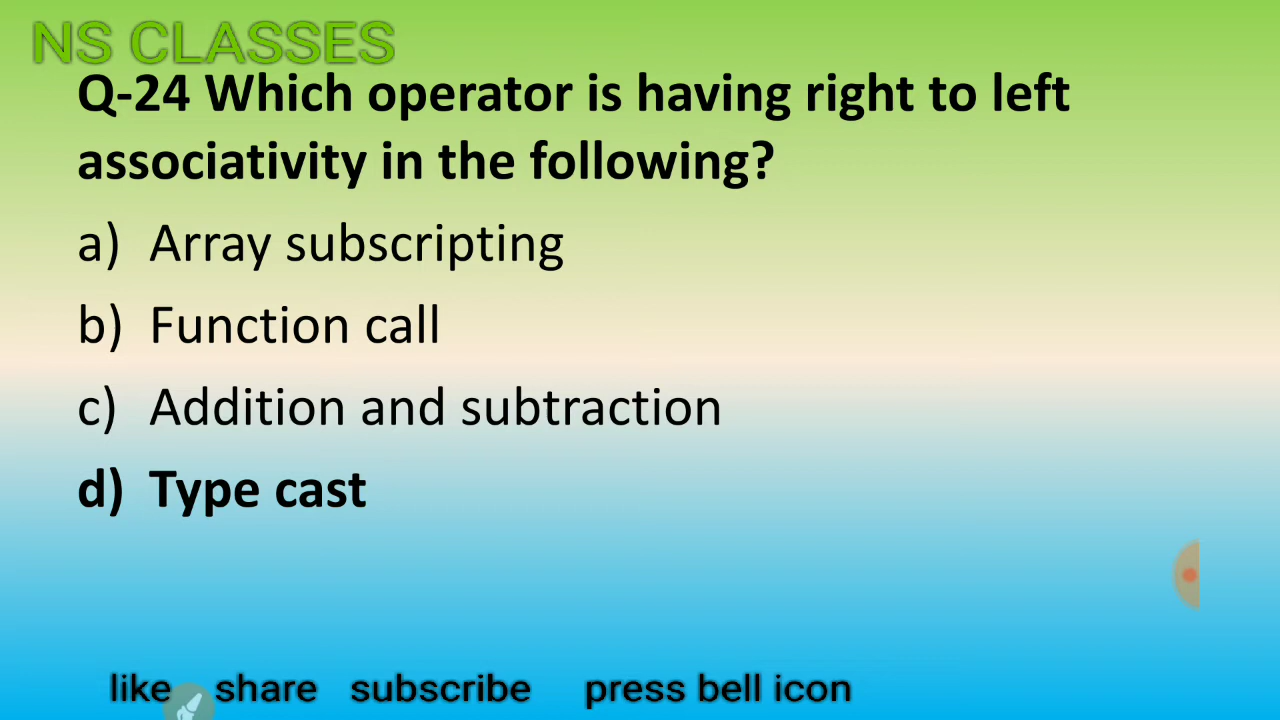 NS CLASSES
Q-24 Which operator is having right to left
associativity in the following?
a) Array subscripting
b) Function call
c) Addition and subtraction
d) Type cast
like share subscribe press bell icon